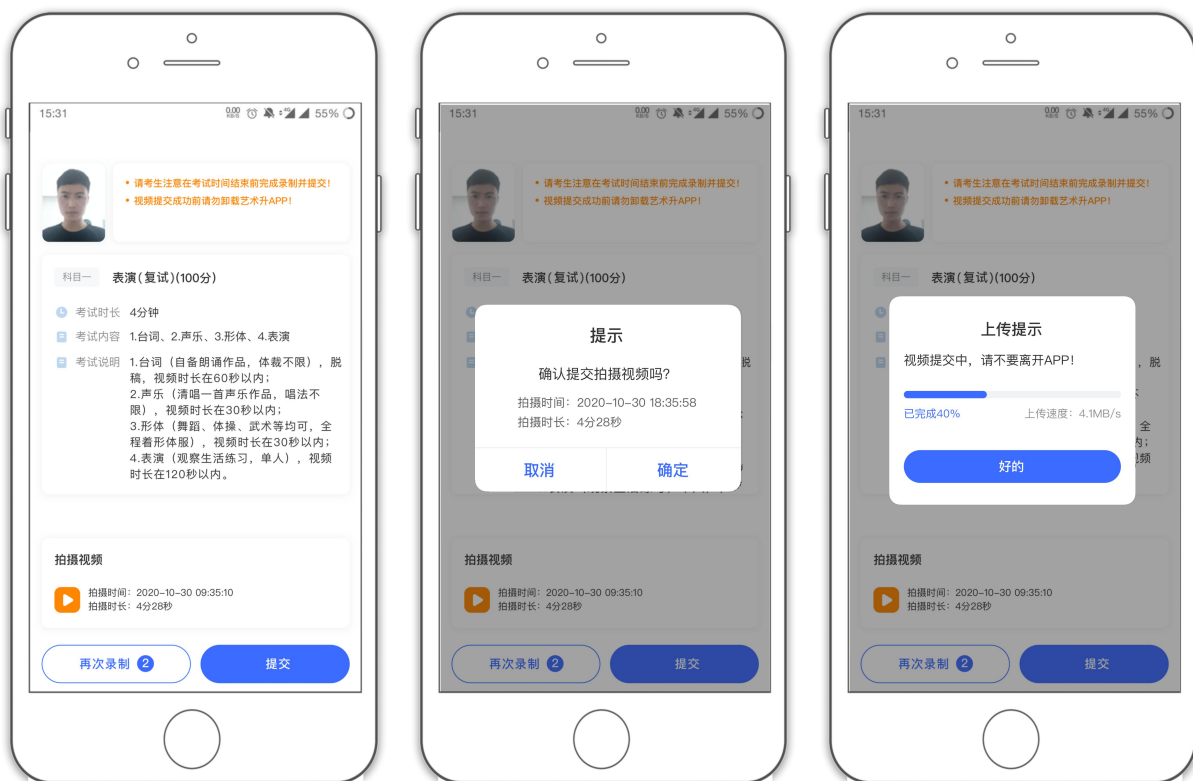 15:31
0.00
KB/S
4G
55%
• 请考生注意在考试时间结束前完成录制并提交！
• 视频提交成功前请勿卸载艺术升APP！
科目一 表演(复试)(100分)
考试时长 4分钟
考试内容 1.台词、2.声乐、3.形体、4.表演
考试说明 1.台词（自备朗诵作品，体裁不限），脱
稿，视频时长在60秒以内；
2.声乐（清唱一首声乐作品，唱法不
限），视频时长在30秒以内；
3.形体（舞蹈、体操、武术等均可，全
程着形体服），视频时长在30秒以内；
4.表演（观察生活练习，单人），视频
时长在120秒以内。
拍摄视频
拍摄时间：2020-10-30 09:35:10
拍摄时长：4分28秒
再次录制 2
提交
15:31
0.00
KB/S
4G
55%
• 请考生注意在考试时间结束前完成录制并提交！
• 视频提交成功前请勿卸载艺术升APP！
科目一 表演(复试)(100分)
脱
提示
确认提交拍摄视频吗？
拍摄时间：2020-10-30 18:35:58
拍摄时长：4分28秒
取消 确定
拍摄视频
拍摄时间：2020-10-30 09:35:10
拍摄时长：4分28秒
再次录制 2
提交
15:31
0.00
KB/S
4G
55%
• 请考生注意在考试时间结束前完成录制并提交！
• 视频提交成功前请勿卸载艺术升APP！
科目一 表演(复试)(100分)
，脱
全
内；
视频
上传提示
视频提交中，请不要离开APP！
已完成40% 上传速度：4.1MB/s
好的
拍摄视频
拍摄时间：2020-10-30 09:35:10
拍摄时长：4分28秒
再次录制 2
提交